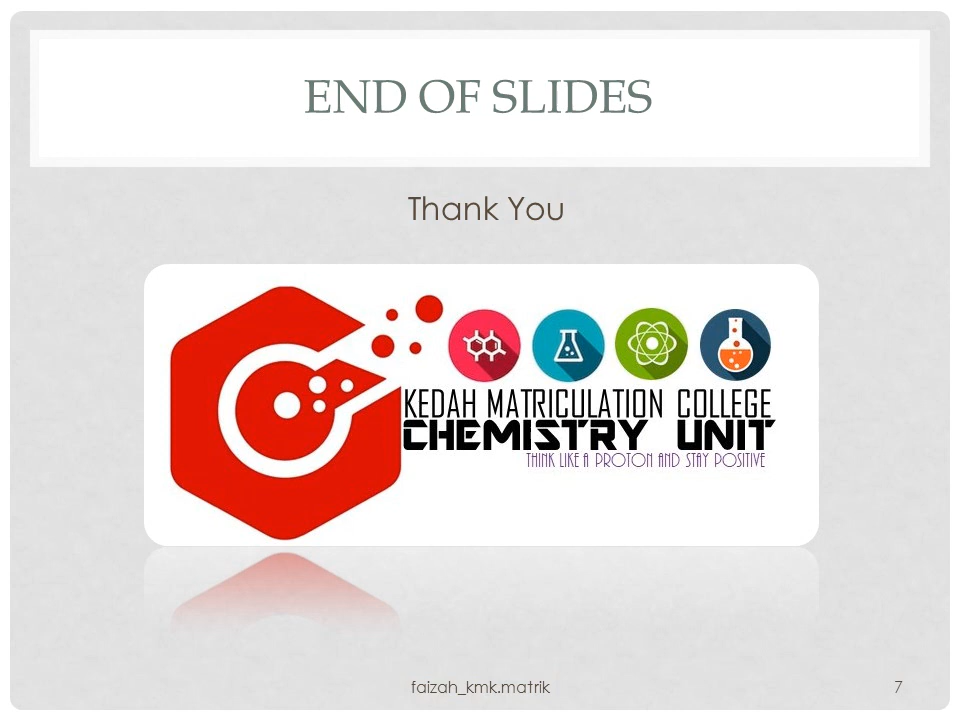 END OF SLIDES
Thank You
KEDAH MATRICULATION COLLEGE
CHEMISTRY UNIT
THINK LIKE A PROTON AND STAY POSITIVE
faizah_kmk.matrik
7